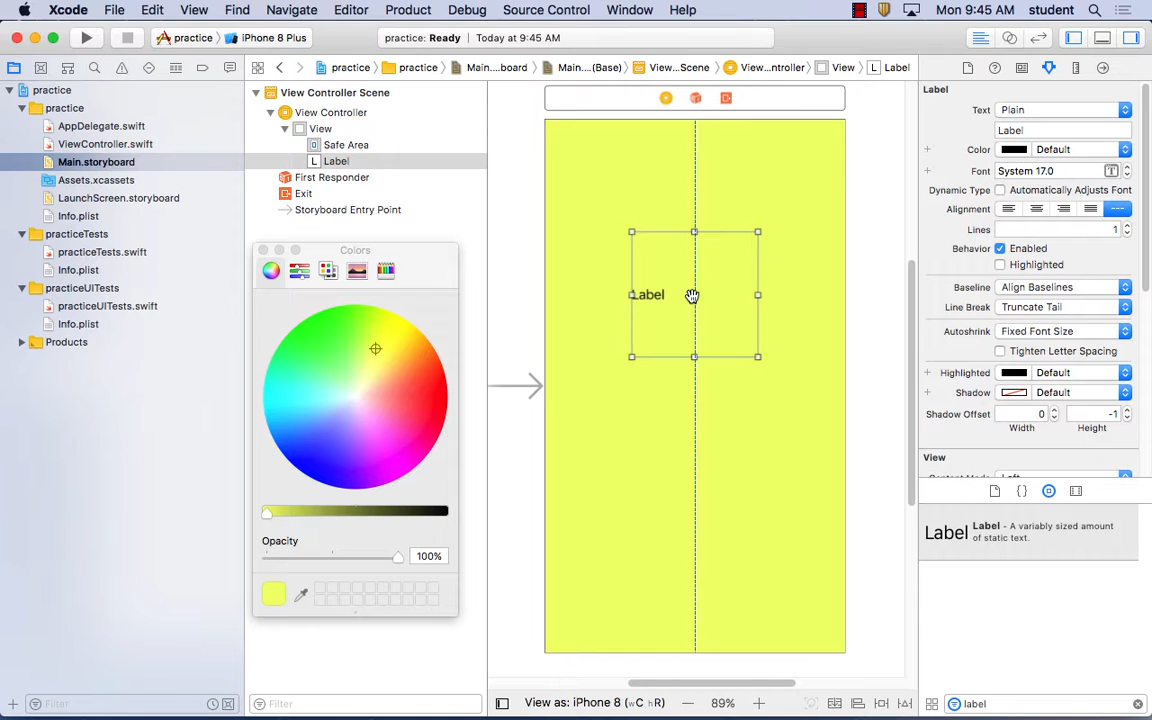 Xcode File Edit View Find Navigate Editor Product Debug Source Control Window Help Mon 9:45 AM student
practice iPhone 8 Plus practice: Ready Today at 9:45 AM
practice practice Main....board Main....(Base) View...Scene View...ntroller View L Label
practice
practice
AppDelegate.swift
ViewController.swift
Main.storyboard
Assets.xcassets
LaunchScreen.storyboard
Info.plist
practiceTests
practiceTests.swift
Info.plist
practiceUITests
practiceUITests.swift
Info.plist
Products
Filter
View Controller Scene
View Controller
View
Safe Area
L Label
First Responder
Exit
Storyboard Entry Point
Colors
Opacity
100%
Filter
Label
View as: iPhone 8 (wC hR) 89%
Label
Text Plain
Label
Color Default
Font System 17.0 T
Dynamic Type Automatically Adjusts Font
Alignment
Lines 1
Behavior Enabled
Highlighted
Baseline Align Baselines
Line Break Truncate Tail
Autoshrink Fixed Font Size
Tighten Letter Spacing
Highlighted Default
Shadow Default
Shadow Offset 0 -1
Width Height
View
Content Mode Left
{}
Label Label - A variably sized amount
of static text.
label